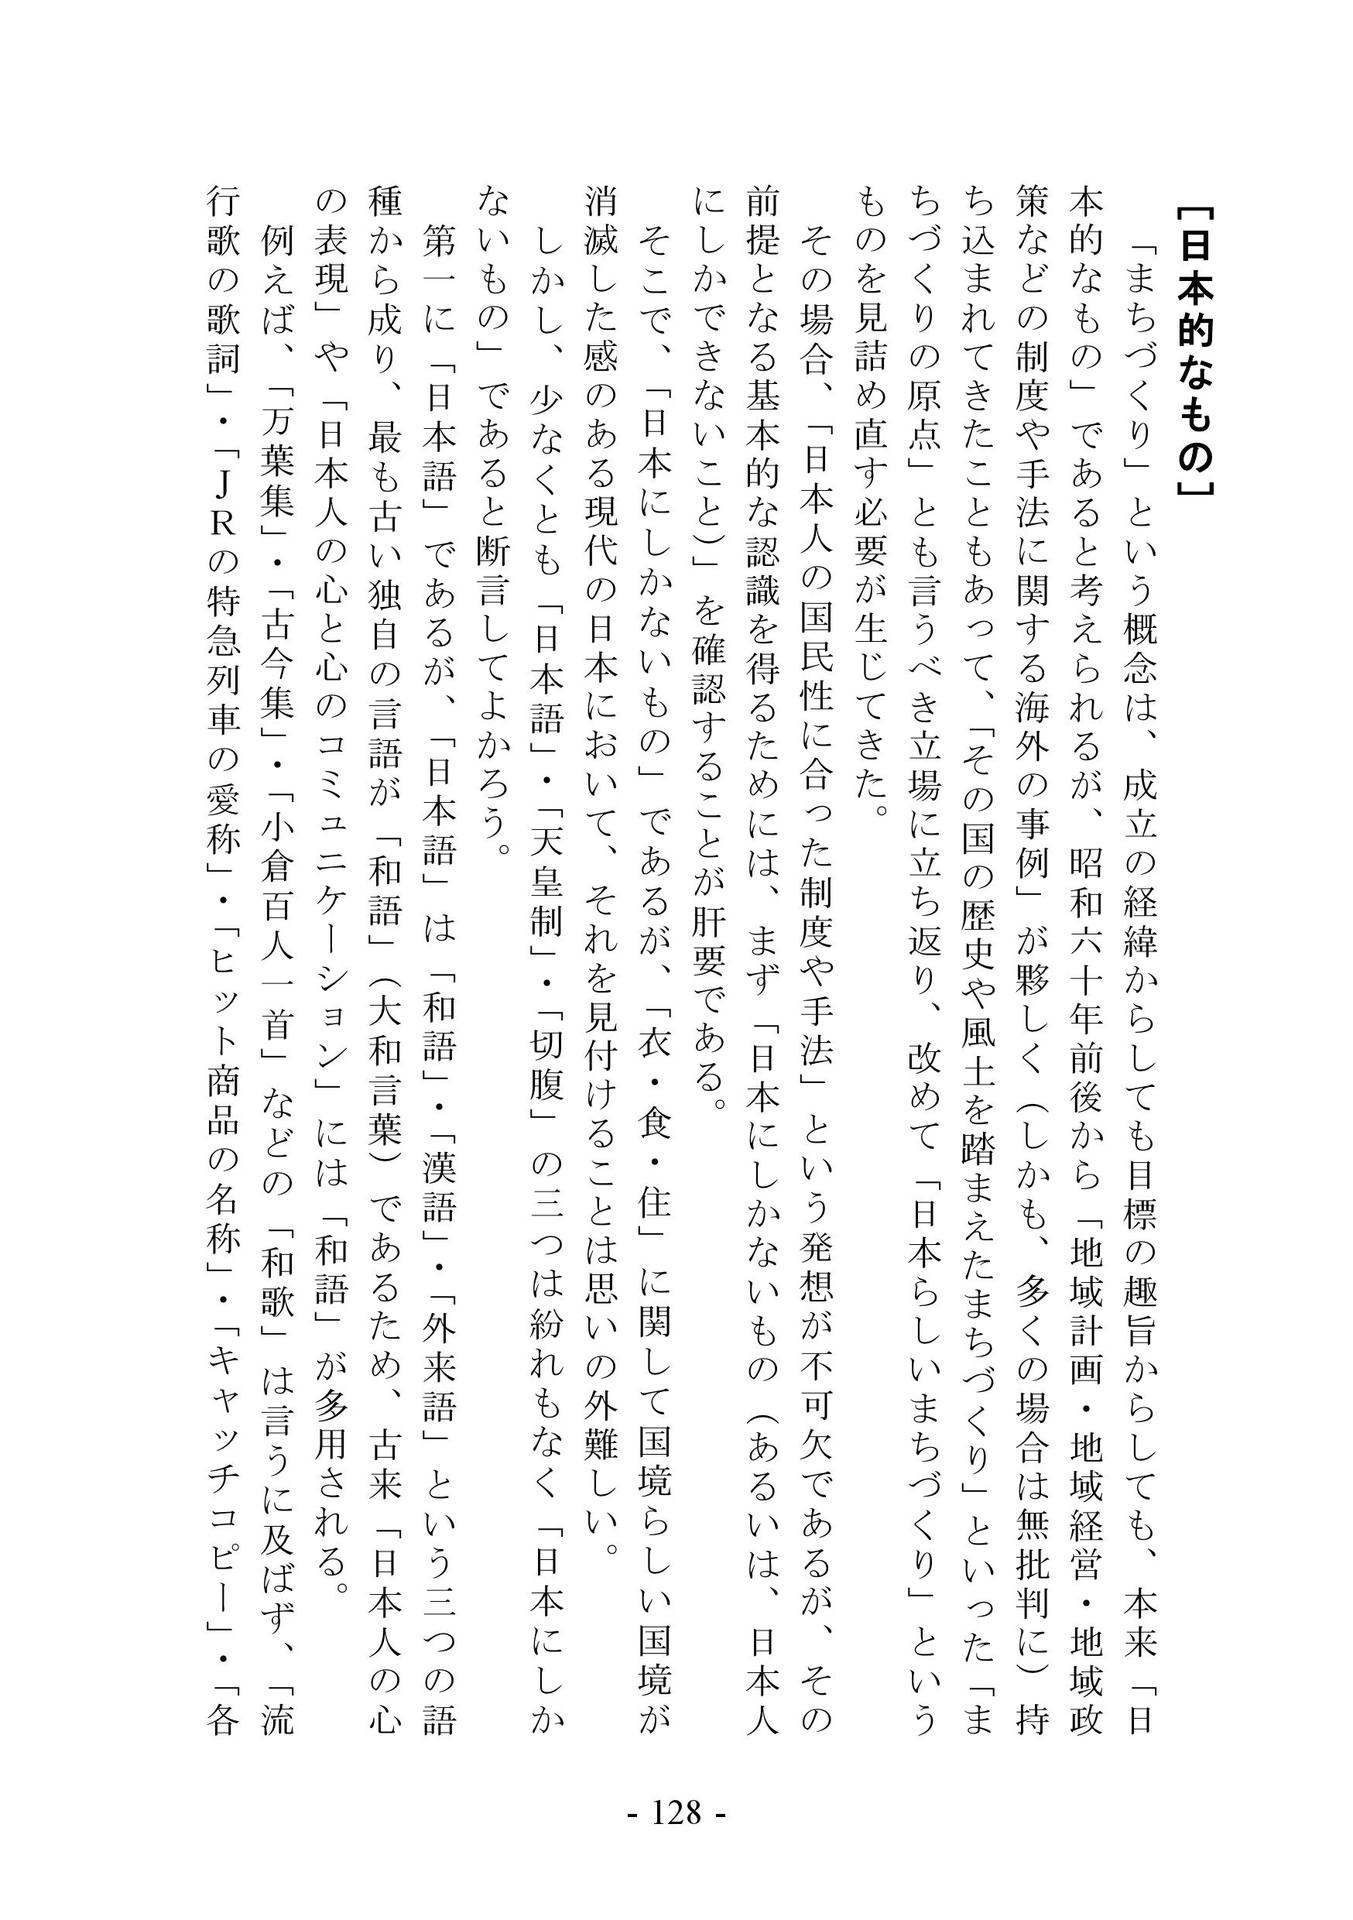 ［日本的なもの］
「まちづくり」という概念は、成立の経緯からしても目標の趣旨からしても、本来「日
本的なもの」であると考えられるが、昭和六十年前後から「地域計画・地域経営・地域政
策などの制度や手法に関する海外の事例」が夥しく（しかも、多くの場合は無批判に）持
ち込まれてきたこともあって、「その国の歴史や風土を踏まえたまちづくり」といった「ま
ちづくりの原点」とも言うべき立場に立ち返り、改めて「日本らしいまちづくり」という
ものを見詰め直す必要が生じてきた。
その場合、「日本人の国民性に合った制度や手法」という発想が不可欠であるが、その
前提となる基本的な認識を得るためには、まず「日本にしかないもの（あるいは、日本人
にしかできないこと）」を確認することが肝要である。
そこで、「日本にしかないもの」であるが、「衣・食・住」に関して国境らしい国境が
消滅した感のある現代の日本において、それを見付けることは思いの外難しい。
しかし、少なくとも「日本語」・「天皇制」・「切腹」の三つは紛れもなく「日本にしか
ないもの」であると断言してよかろう。
第一に「日本語」であるが、「日本語」は「和語」・「漢語」・「外来語」という三つの語
種から成り、最も古い独自の言語が「和語」（大和言葉）であるため、古来「日本人の心
の表現」や「日本人の心と心のコミュニケーション」には「和語」が多用される。
例えば、「万葉集」・「古今集」・「小倉百人一首」などの「和歌」は言うに及ばず、「流
行歌の歌詞」・「ＪＲの特急列車の愛称」・「ヒット商品の名称」・「キャッチコピー」・「各
- 128 -